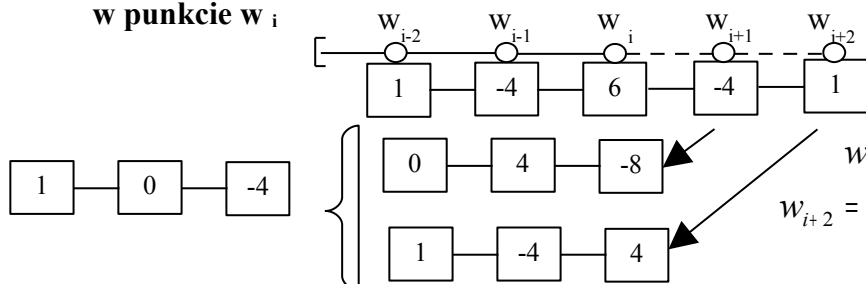 w punkcie w i
w i-2 w i-1 w i w i+1 w i+2
1 -4 6 -4 1
0 4 -8
w
1 0 -4
w i+ 2 =
1 -4 4